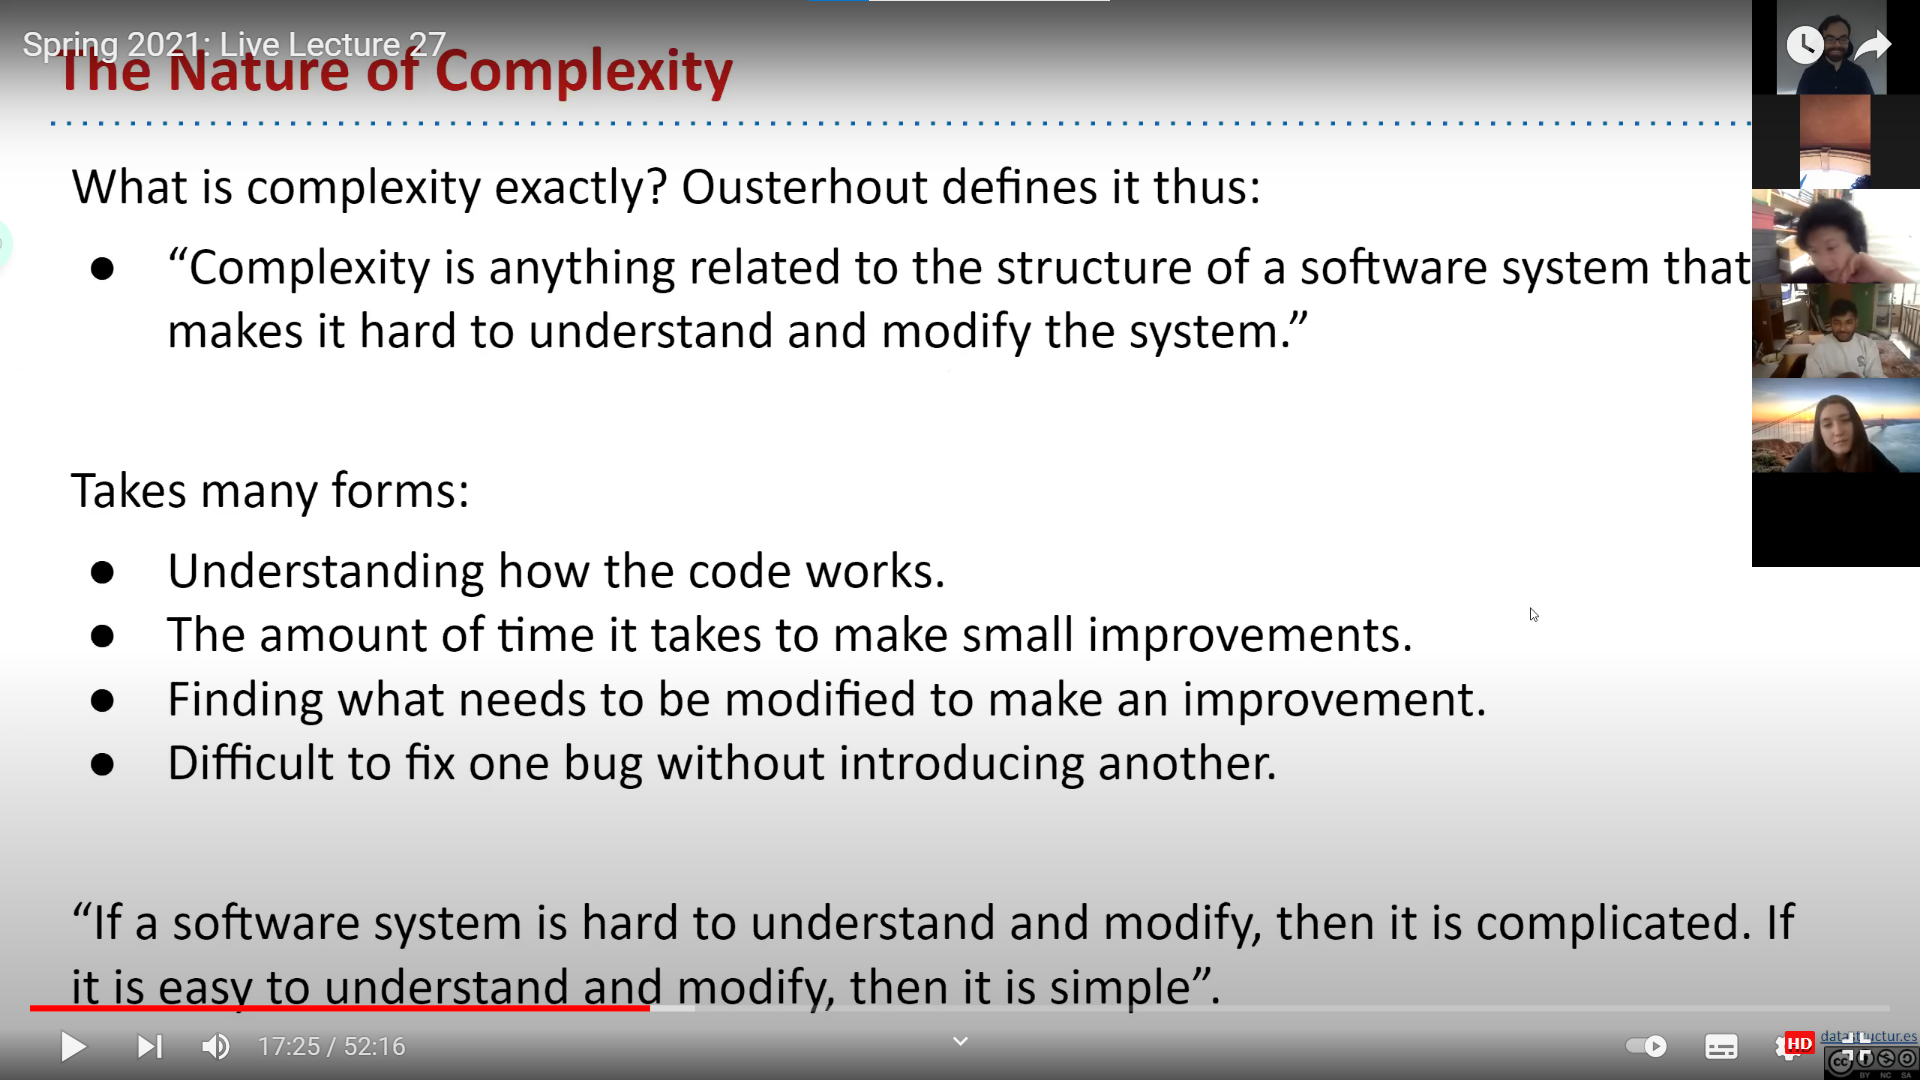 Spring 2021: Live Lecture 27
The Nature of Complexity
What is complexity exactly? Ousterhout defines it thus:
● “Complexity is anything related to the structure of a software system that
makes it hard to understand and modify the system.”
Takes many forms:
● Understanding how the code works.
● The amount of time it takes to make small improvements.
● Finding what needs to be modified to make an improvement.
● Difficult to fix one bug without introducing another.
“If a software system is hard to understand and modify, then it is complicated. If
it is easy to understand and modify, then it is simple”.
17:25 / 52:16
HD
datastructur.es
cc
BY NC SA